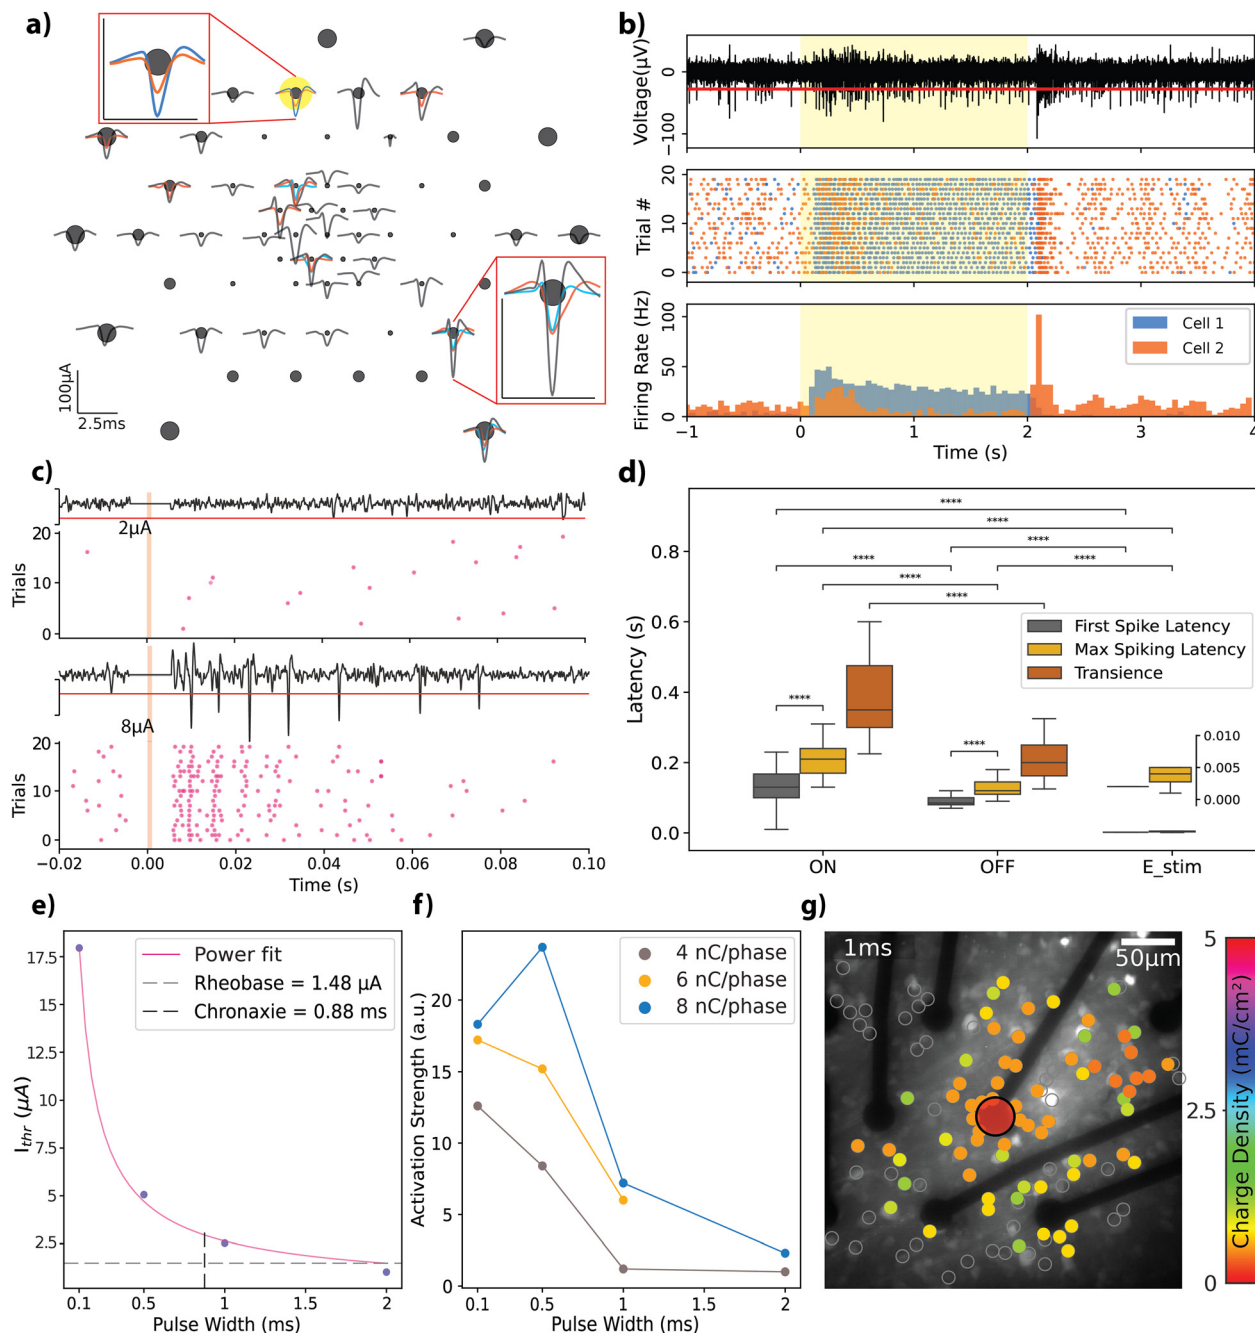 a)
100µA
2.5ms
b)
Voltage(µV)
0
−100
Trial #
20
10
0
Firing Rate (Hz)
100
50
0
Cell 1
Cell 2
−1
0
1
2
3
4
Time (s)
c)
2µA
Trials
20
10
0
8µA
Trials
20
10
0
−0.02
0.00
0.02
0.04
0.06
0.08
0.10
Time (s)
d)
Latency (s)
0.8
0.6
0.4
0.2
0.0
****
****
****
****
****
****
****
****
****
First Spike Latency
Max Spiking Latency
Transience
0.010
0.005
0.000
ON
OFF
E_stim
e)
I_thr (µA)
17.5
15.0
12.5
10.0
7.5
5
2.5
Power fit
Rheobase = 1.48 µA
Chronaxie = 0.88 ms
0.1
0.5
1
1.5
2
Pulse Width (ms)
f)
Activation Strength (a.u.)
20
15
10
5
0
4 nC/phase
6 nC/phase
8 nC/phase
0.1
0.5
1
2
Pulse Width (ms)
g)
1ms
50µm
5
2.5
0
Charge Density (mC/cm²)